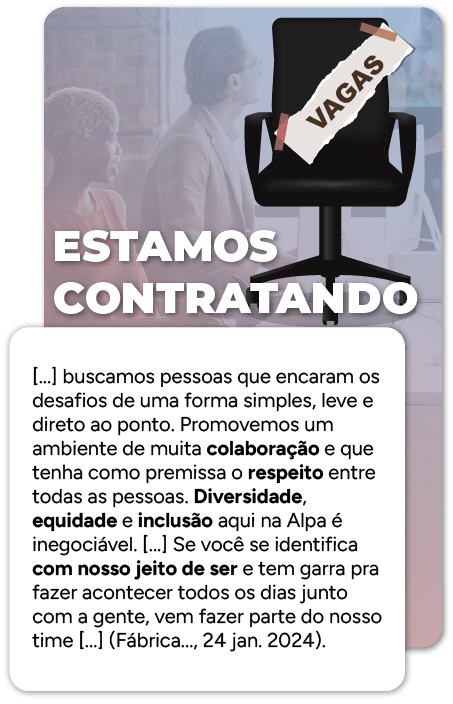 VAGAS
ESTAMOS
CONTRATANDO
[...] buscamos pessoas que encaram os
desafios de uma forma simples, leve e
direto ao ponto. Promovemos um
ambiente de muita colaboração e que
tenha como premissa o respeito entre
todas as pessoas. Diversidade,
equidade e inclusão aqui na Alpa é
inegociável. [...] Se você se identifica
com nosso jeito de ser e tem garra pra
fazer acontecer todos os dias junto
com a gente, vem fazer parte do nosso
time [...] (Fábrica..., 24 jan. 2024).